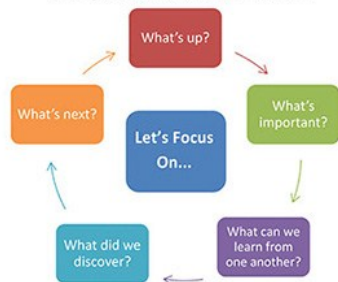 What's up?
What's next?
What's
important?
Let's Focus
On...
What did we
discover?
What can we
learn from
one another?